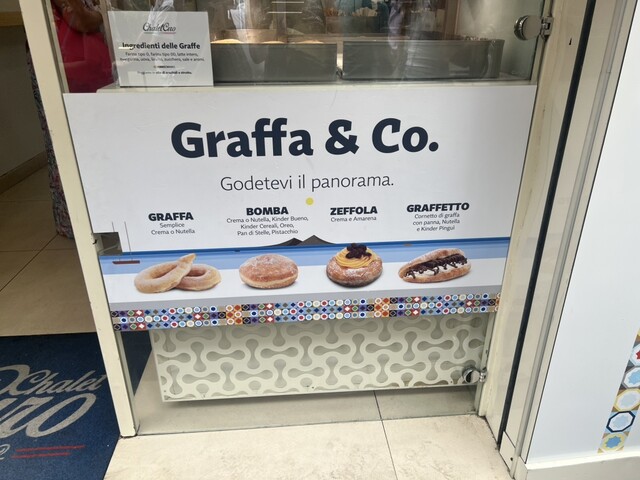 Chalet Ciro
Ingredienti delle Graffe
Graffa & Co.
Godetevi il panorama.
GRAFFA
Semplice
Crema o Nutella
BOMBA
Crema o Nutella, Kinder Bueno,
Kinder Cereali, Oreo,
Pan di Stelle, Pistacchio
ZEFFOLA
Crema e Amarena
GRAFFETTO
Cornetto di graffa
con panna, Nutella
e Kinder Pinguì
Chalet